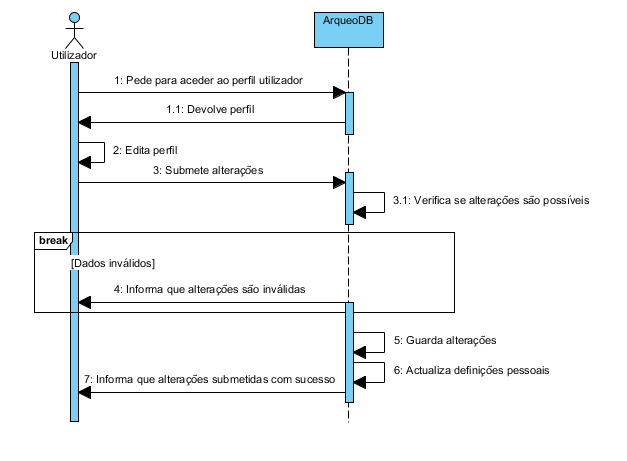 ArqueoDB
Utilizador
1: Pede para aceder ao perfil utilizador
1.1: Devolve perfil
2: Edita perfil
3: Submete alterações
3.1: Verifica se alterações são possíveis
break
[Dados inválidos]
4: Informa que alterações são inválidas
5: Guarda alterações
6: Actualiza definições pessoais
7: Informa que alterações submetidas com sucesso